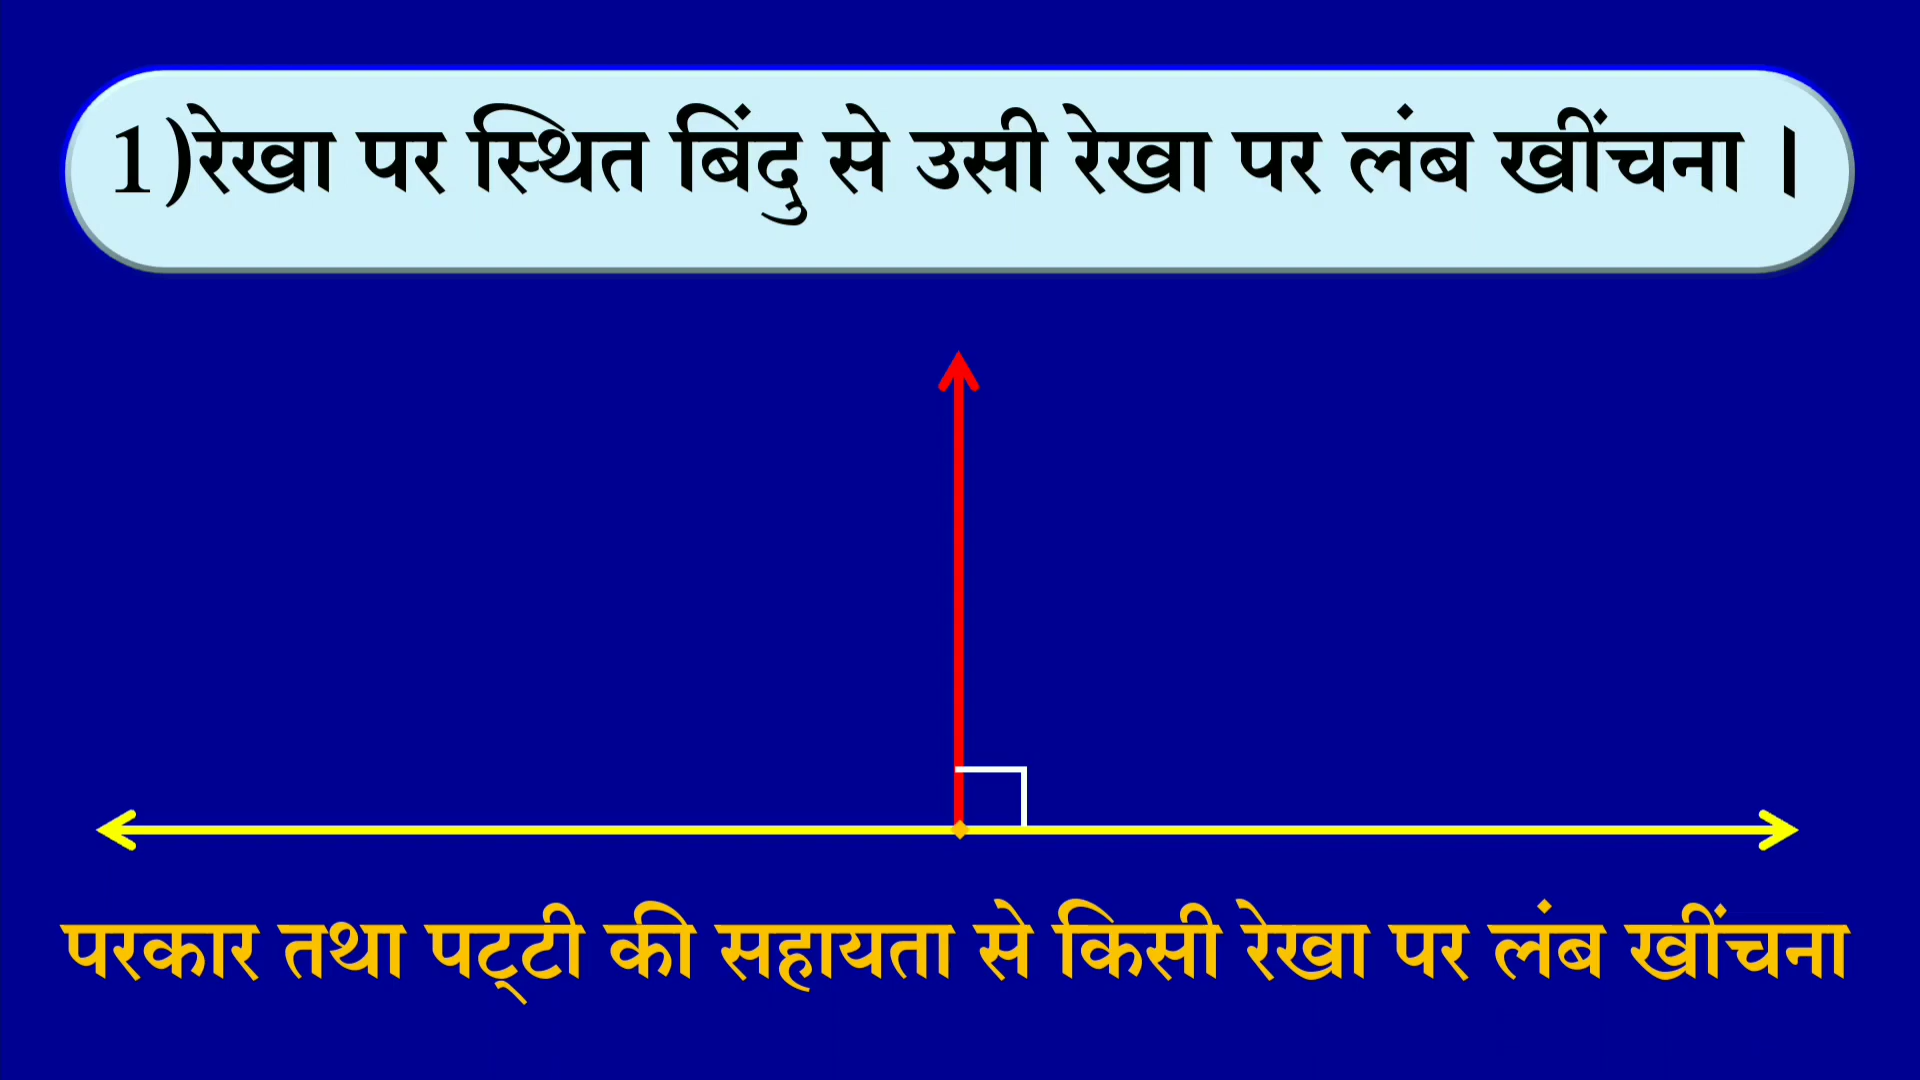 1)रेखा पर स्थित बिंदु से उसी रेखा पर लंब खींचना ।
परकार तथा पट्‌टी की सहायता से किसी रेखा पर लंब खींचना